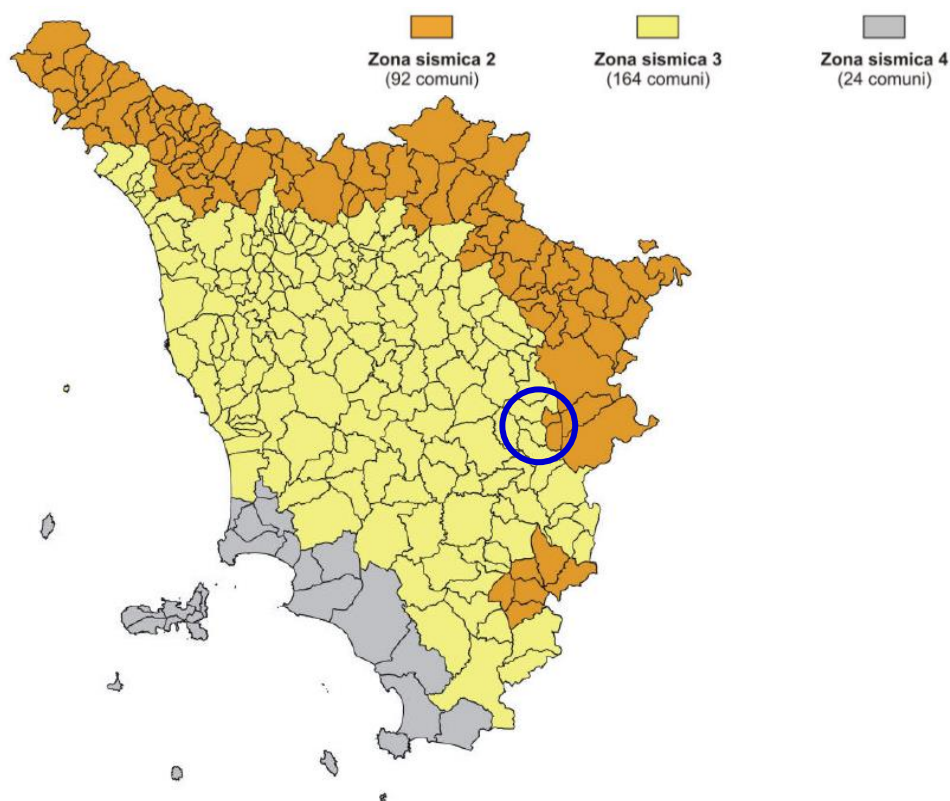 Zona sismica 2
(92 comuni)
Zona sismica 3
(164 comuni)
Zona sismica 4
(24 comuni)